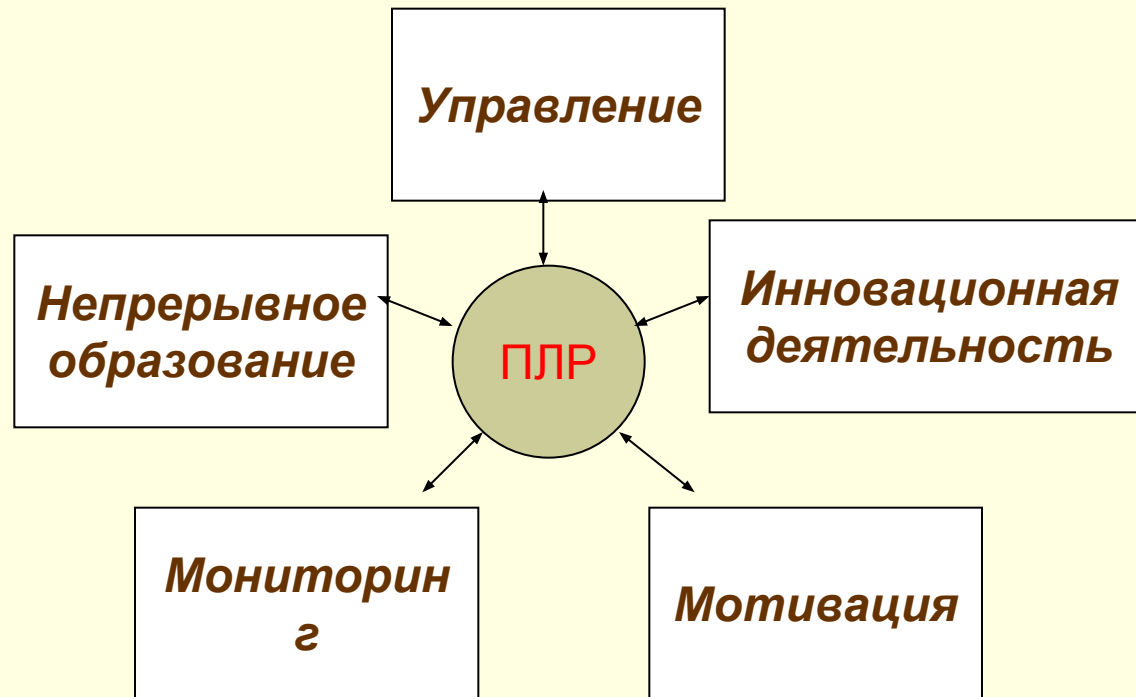 Управление
Непрерывное
образование
Инновационная
деятельность
ПЛР
Мониторин
г
Мотивация